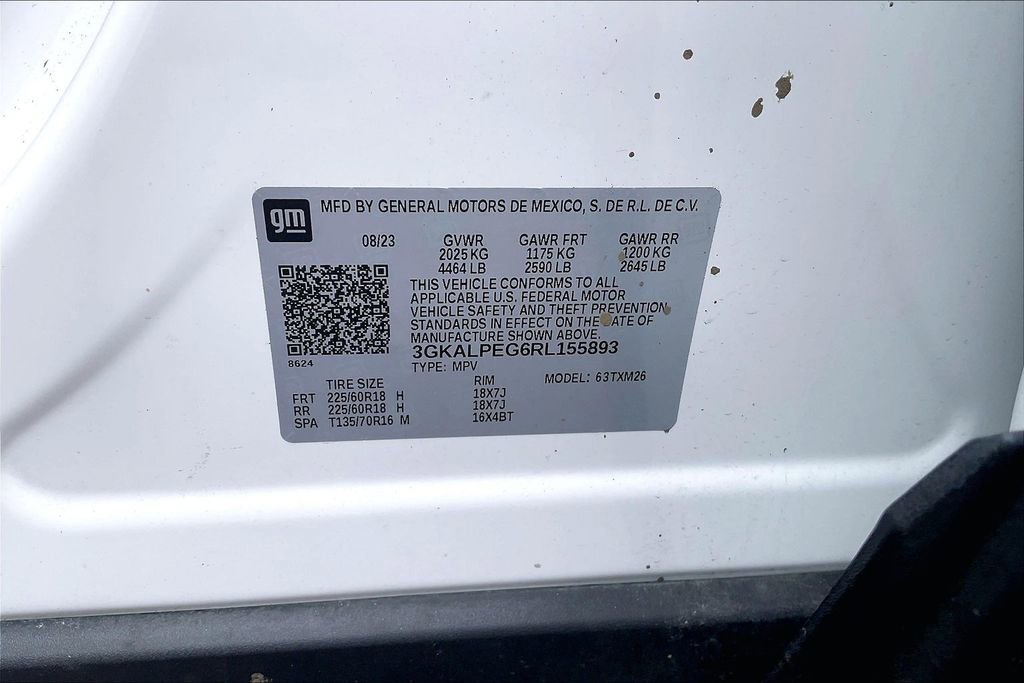 gm MFD BY GENERAL MOTORS DE MEXICO, S. DE R.L. DE C.V.
08/23 GVWR GAWR FRT GAWR RR
2025 KG 1175 KG 1200 KG
4464 LB 2590 LB 2645 LB
THIS VEHICLE CONFORMS TO ALL
APPLICABLE U.S. FEDERAL MOTOR
VEHICLE SAFETY AND THEFT PREVENTION
STANDARDS IN EFFECT ON THE DATE OF
MANUFACTURE SHOWN ABOVE.
3GKALPEG6RL155893
8624
TYPE: MPV
TIRE SIZE RIM MODEL: 63TXM26
FRT 225/60R18 H 18X7J
RR 225/60R18 H 18X7J
SPA T135/70R16 M 16X4BT